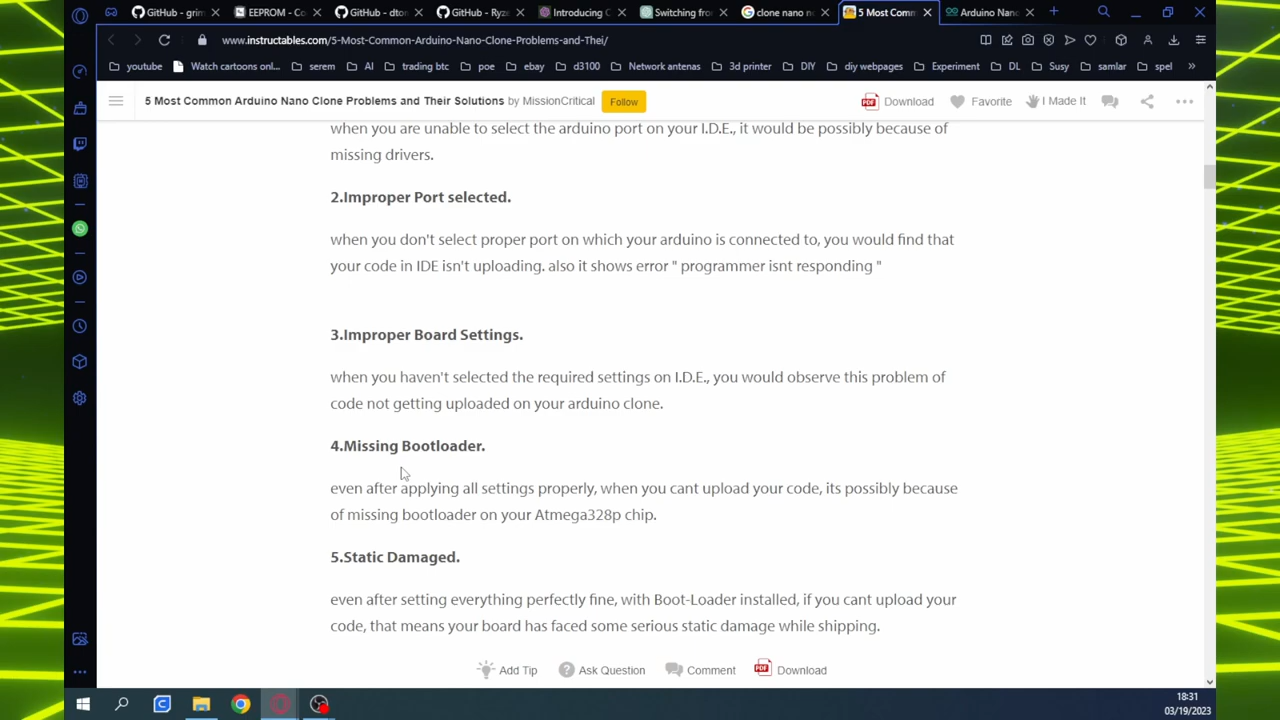 GitHub - grim
EEPROM - Co
GitHub - dton
GitHub - Ryze
Introducing C
Switching fro
clone nano n
5 Most Comm
Arduino Nano
www.instructables.com/5-Most-Common-Arduino-Nano-Clone-Problems-and-Thei/
youtube
Watch cartoons onl...
serem
AI
trading btc
poe
ebay
d3100
Network antenas
3d printer
DIY
diy webpages
Experiment
DL
Susy
samlar
spel
»
5 Most Common Arduino Nano Clone Problems and Their Solutions by MissionCritical
Follow
Download
Favorite
I Made It
when you are unable to select the arduino port on your I.D.E., it would be possibly because of
missing drivers.
2.Improper Port selected.
when you don't select proper port on which your arduino is connected to, you would find that
your code in IDE isn't uploading. also it shows error " programmer isnt responding "
3.Improper Board Settings.
when you haven't selected the required settings on I.D.E., you would observe this problem of
code not getting uploaded on your arduino clone.
4.Missing Bootloader.
even after applying all settings properly, when you cant upload your code, its possibly because
of missing bootloader on your Atmega328p chip.
5.Static Damaged.
even after setting everything perfectly fine, with Boot-Loader installed, if you cant upload your
code, that means your board has faced some serious static damage while shipping.
Add Tip
Ask Question
Comment
Download
18:31
03/19/2023